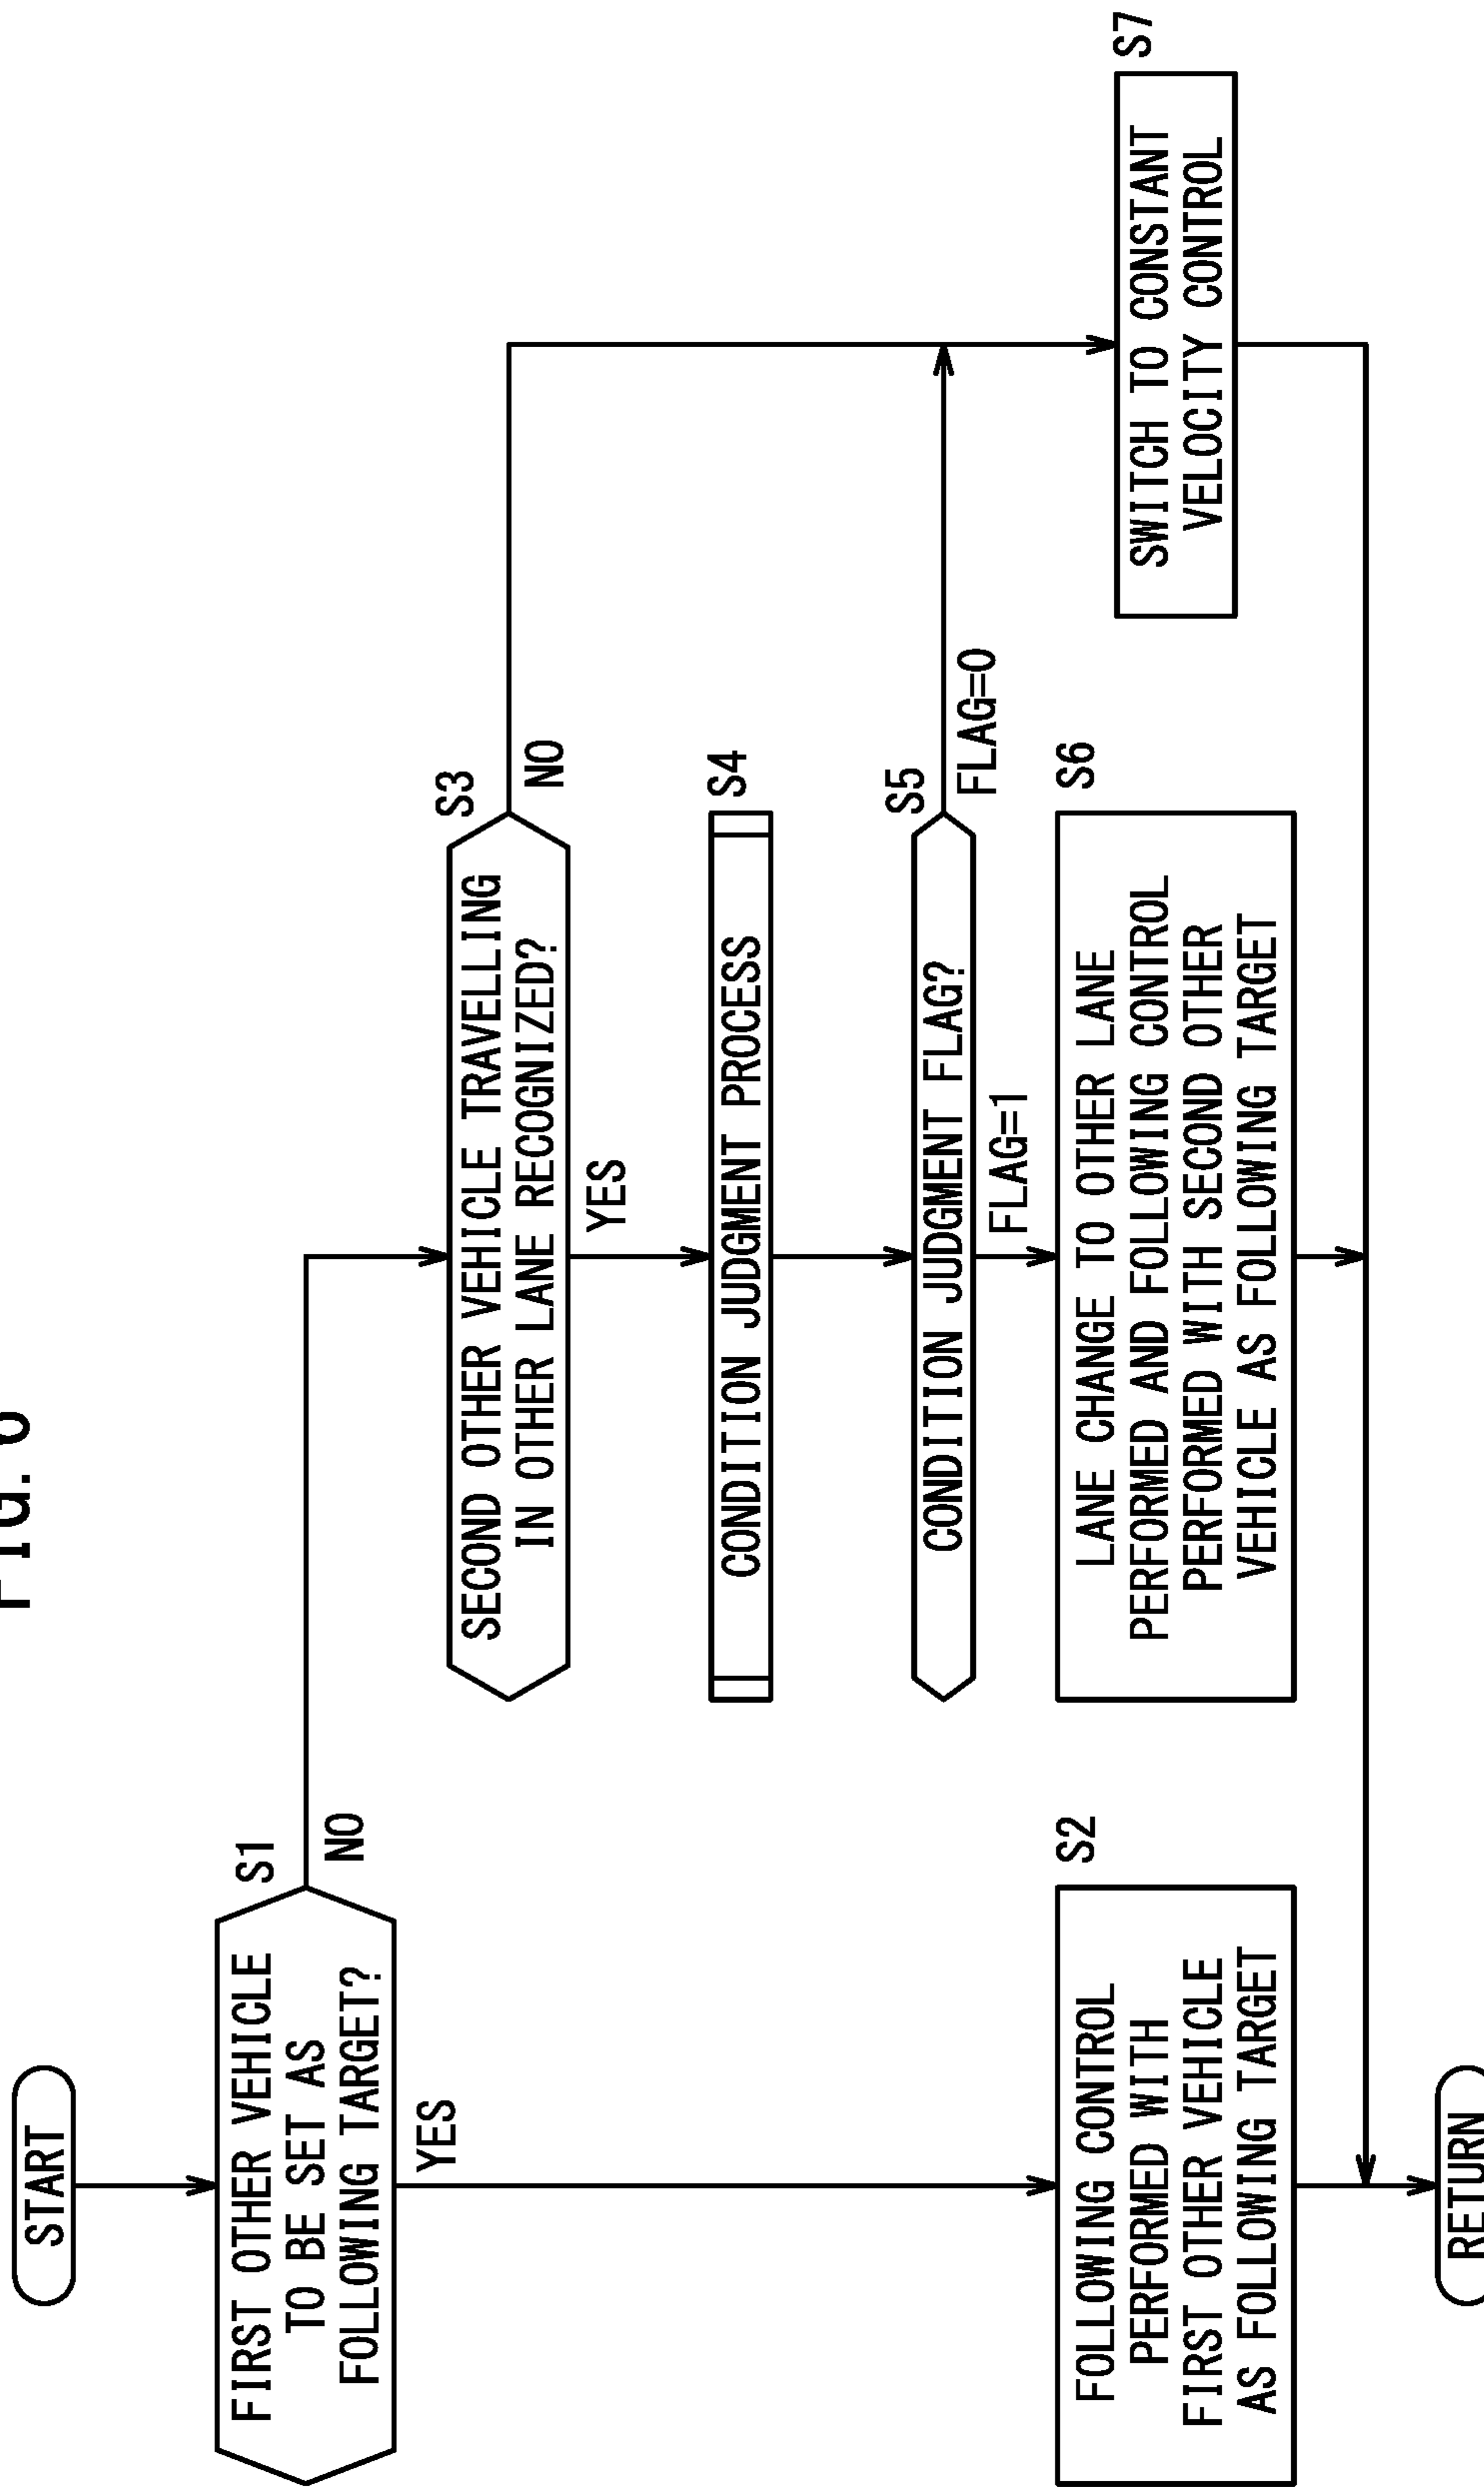 FIG.
START
FIRST OTHER VEHICLE
TO BE SET AS
FOLLOWING TARGET?
S1
NO
YES
SECOND OTHER VEHICLE TRAVELLING
IN OTHER LANE RECOGNIZED?
S3
NO
YES
CONDITION JUDGMENT PROCESS
S4
CONDITION JUDGMENT FLAG?
S5
FLAG=0
FLAG=1
FOLLOWING CONTROL
PERFORMED WITH
FIRST OTHER VEHICLE
AS FOLLOWING TARGET
S2
LANE CHANGE TO OTHER LANE
PERFORMED AND FOLLOWING CONTROL
PERFORMED WITH SECOND OTHER
VEHICLE AS FOLLOWING TARGET
S6
SWITCH TO CONSTANT
VELOCITY CONTROL
S7
RETURN